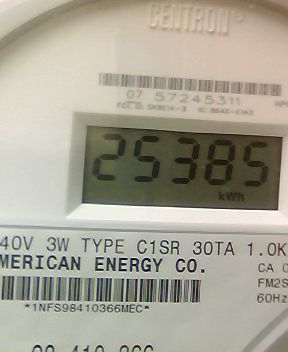 CENTRON®
07 57245311
25385
kWh
40V 3W TYPE C1SR 30TA 1.0K
MERICAN ENERGY CO.
CA 0
FM2S
60Hz
*1NFS98410366MEC*